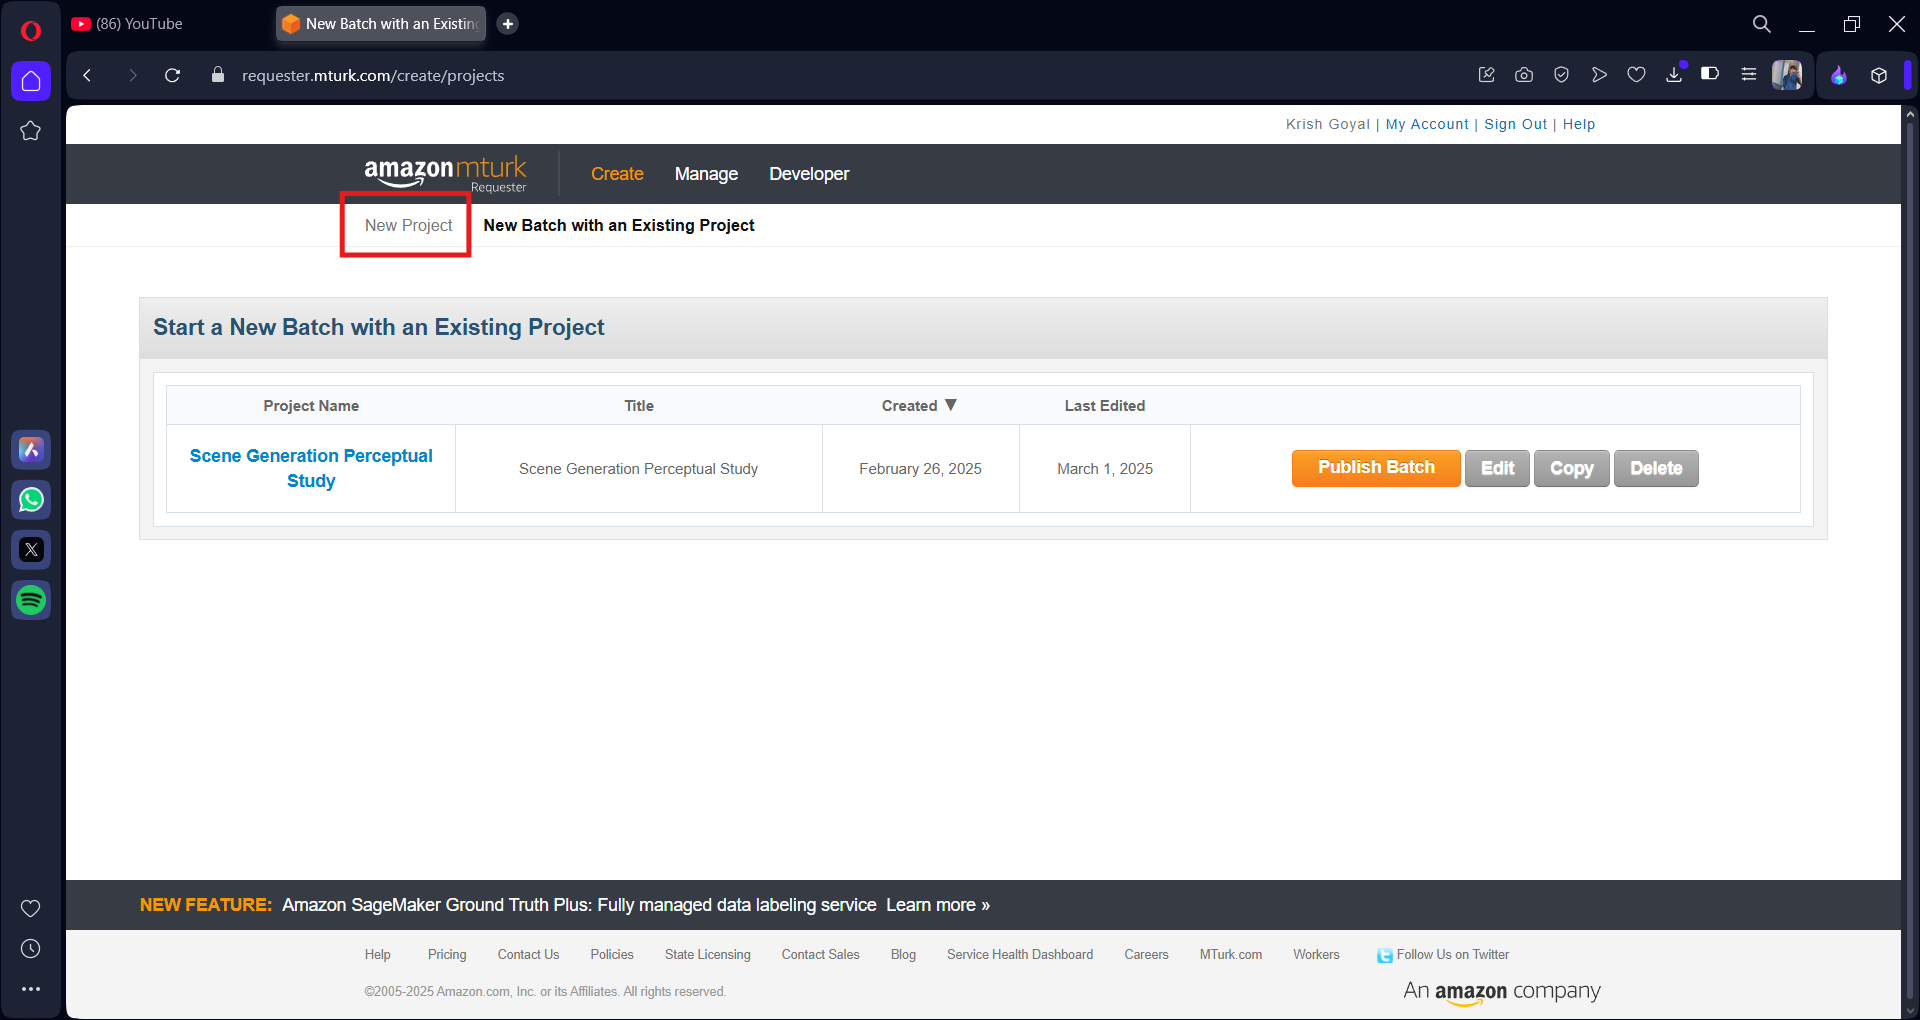 (86) YouTube
New Batch with an Existin
requester.mturk.com/create/projects
Krish Goyal | My Account | Sign Out | Help
amazon mturk
Requester
Create Manage Developer
New Project New Batch with an Existing Project
Start a New Batch with an Existing Project
Project Name Title Created ▼ Last Edited
Scene Generation Perceptual
Study
Scene Generation Perceptual Study February 26, 2025 March 1, 2025 Publish Batch Edit Copy Delete
NEW FEATURE: Amazon SageMaker Ground Truth Plus: Fully managed data labeling service Learn more »
Help Pricing Contact Us Policies State Licensing Contact Sales Blog Service Health Dashboard Careers MTurk.com Workers Follow Us on Twitter
©2005-2025 Amazon.com, Inc. or its Affiliates. All rights reserved.
An amazon company